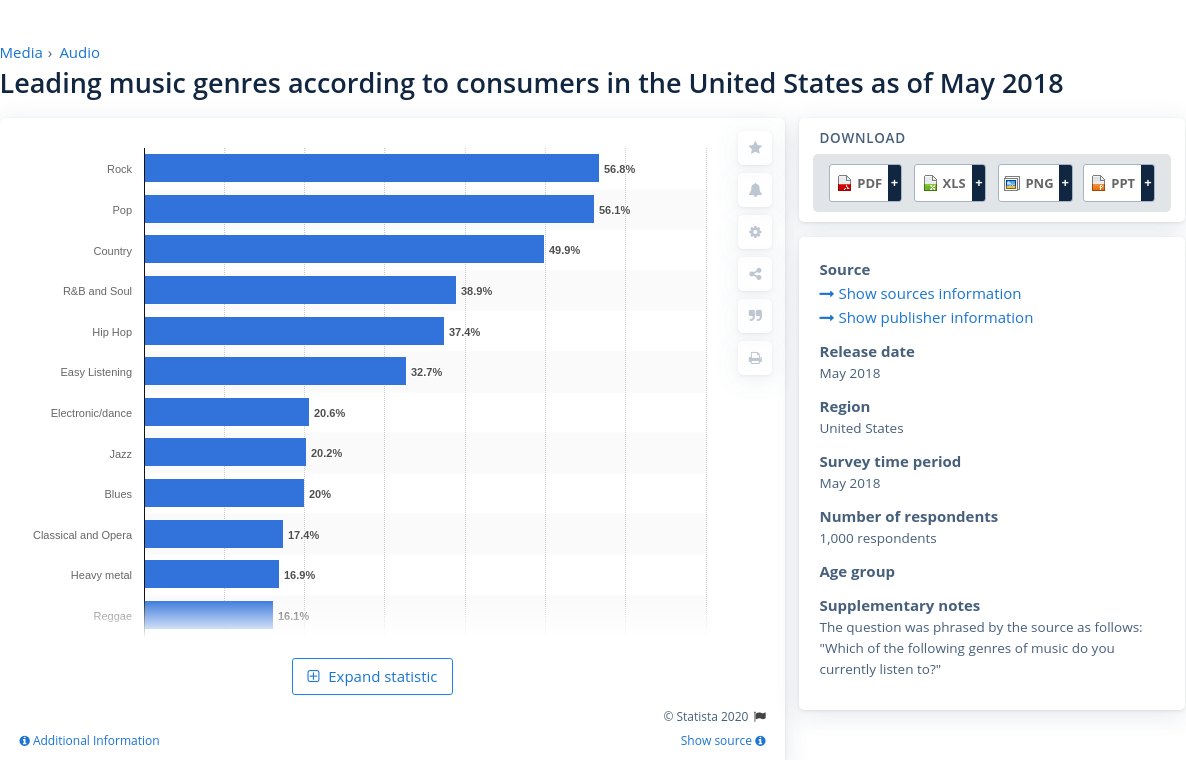 Media › Audio
Leading music genres according to consumers in the United States as of May 2018
Rock 56.8%
Pop 56.1%
Country 49.9%
R&B and Soul 38.9%
Hip Hop 37.4%
Easy Listening 32.7%
Electronic/dance 20.6%
Jazz 20.2%
Blues 20%
Classical and Opera 17.4%
Heavy metal 16.9%
Reggae 16.1%
Expand statistic
© Statista 2020
Additional Information
Show source
DOWNLOAD
PDF + XLS + PNG + PPT +
Source
Show sources information
Show publisher information
Release date
May 2018
Region
United States
Survey time period
May 2018
Number of respondents
1,000 respondents
Age group
Supplementary notes
The question was phrased by the source as follows:
"Which of the following genres of music do you
currently listen to?"